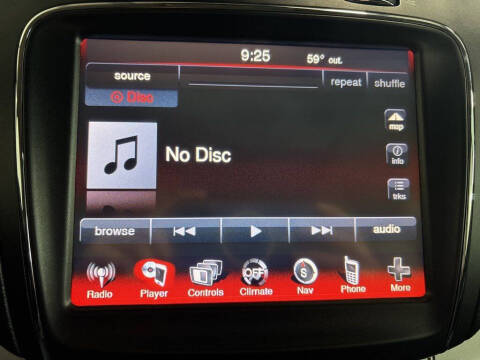 9:25 59° out.
source repeat shuffle
Disc
map
No Disc
info
trks
browse audio
OFF S
Radio Player Controls Climate Nav Phone More